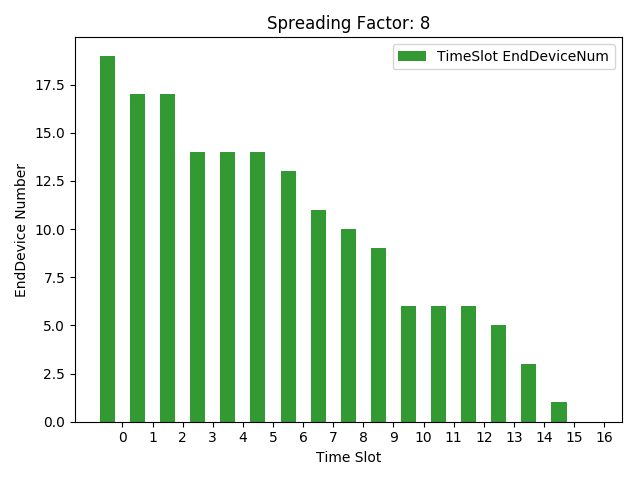 Spreading Factor: 8
TimeSlot EndDeviceNum
EndDevice Number
17.5
15.0
12.5
10.0
7.5
5.0
2.5
0.0
0 1 2 3 4 5 6 7 8 9 10 11 12 13 14 15 16
Time Slot